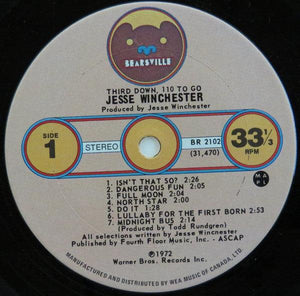 BEARSVILLE
THIRD DOWN, 110 TO GO
JESSE WINCHESTER
Produced by Jesse Winchester
SIDE
1
STEREO
BR 2102
(31,470)
33 1/3
RPM
M A
P L
1. ISN'T THAT SO? 2:26
2. DANGEROUS FUN 2:05
3. FULL MOON 2:04
4. NORTH STAR 2:00
5. DO IT 1:28
6. LULLABY FOR THE FIRST BORN 2:53
7. MIDNIGHT BUS 2:14
(Produced by Todd Rundgren)
All selections written by Jesse Winchester
Published by Fourth Floor Music, Inc. - ASCAP
℗1972
Warner Bros. Records Inc.
MANUFACTURED AND DISTRIBUTED BY WEA MUSIC OF CANADA, LTD.